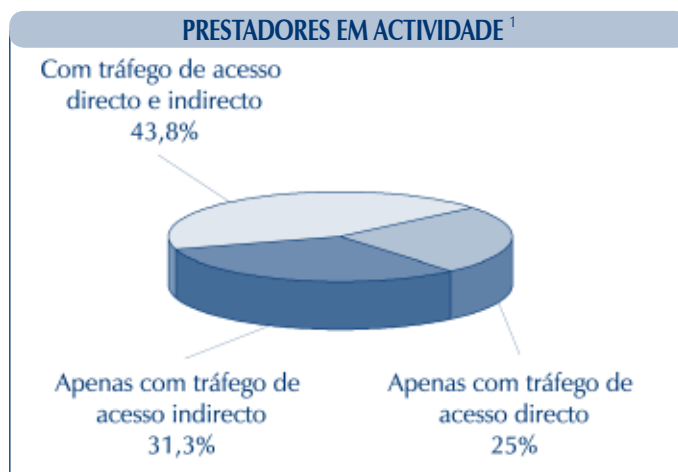 PRESTADORES EM ACTIVIDADE ¹
Com tráfego de acesso
directo e indirecto
43,8%
Apenas com tráfego de
acesso indirecto
31,3%
Apenas com tráfego de
acesso directo
25%